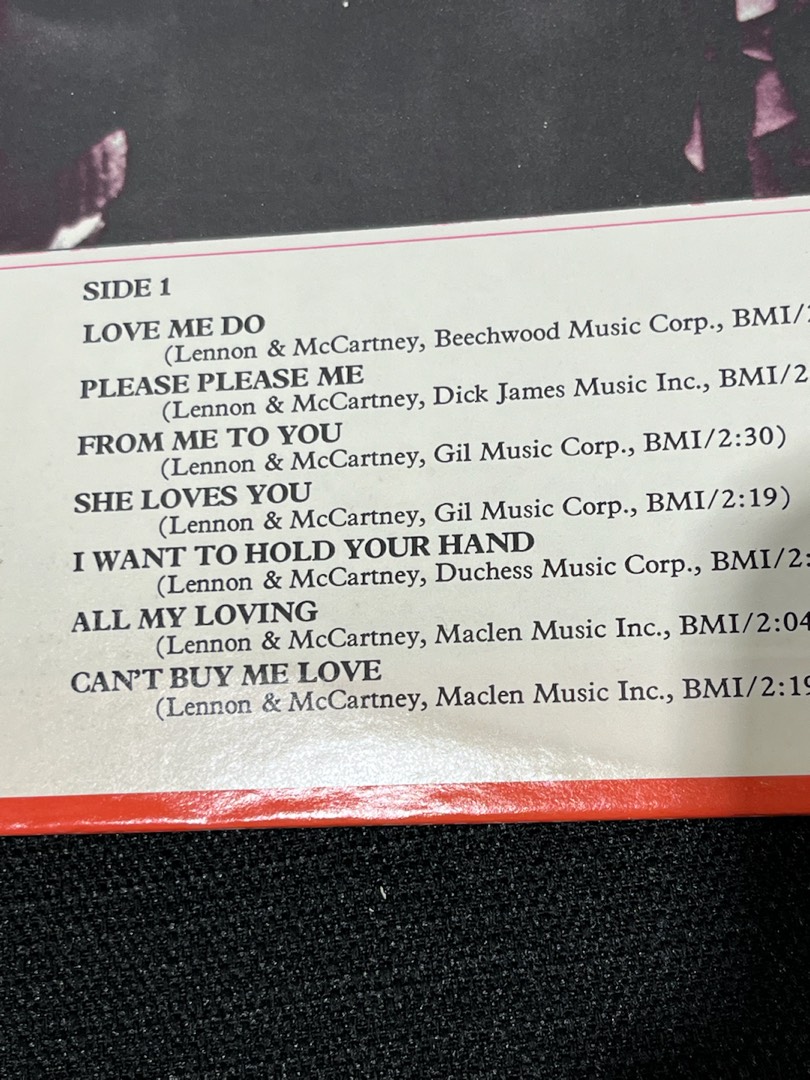 SIDE 1
LOVE ME DO
(Lennon & McCartney, Beechwood Music Corp., BMI/
PLEASE PLEASE ME
(Lennon & McCartney, Dick James Music Inc., BMI/2
FROM ME TO YOU
(Lennon & McCartney, Gil Music Corp., BMI/2:30)
SHE LOVES YOU
(Lennon & McCartney, Gil Music Corp., BMI/2:19)
I WANT TO HOLD YOUR HAND
(Lennon & McCartney, Duchess Music Corp., BMI/2:
ALL MY LOVING
(Lennon & McCartney, Maclen Music Inc., BMI/2:04
CAN'T BUY ME LOVE
(Lennon & McCartney, Maclen Music Inc., BMI/2:19